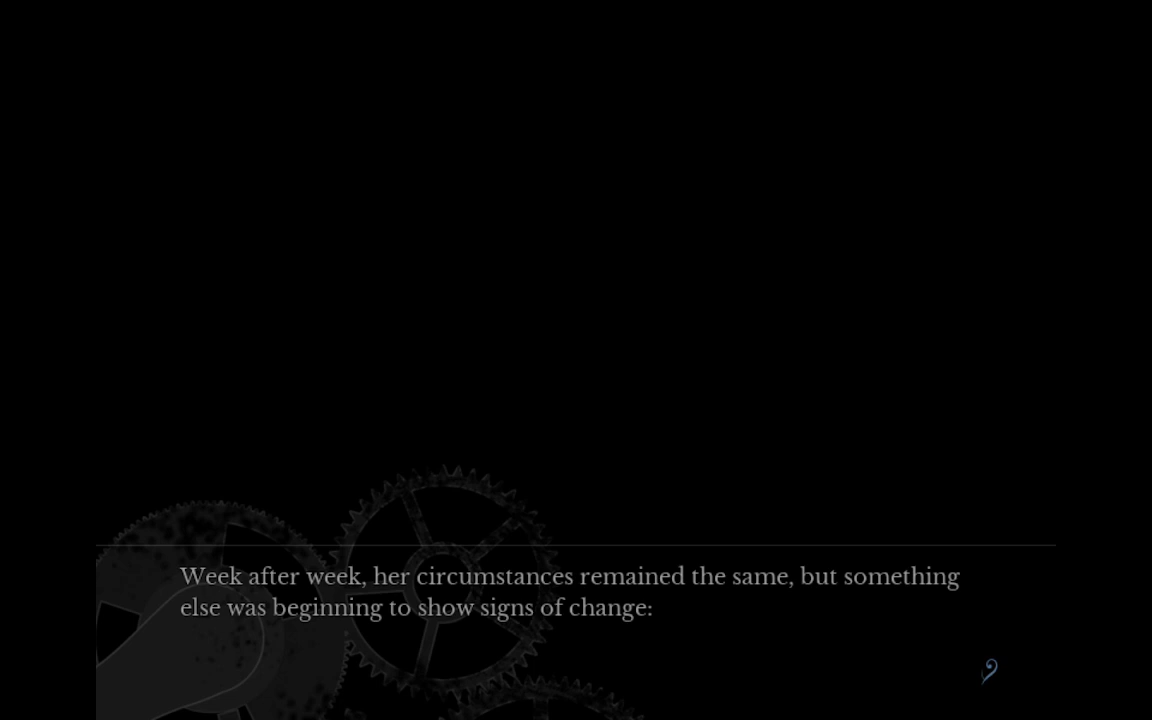 Week after week, her circumstances remained the same, but something
else was beginning to show signs of change: